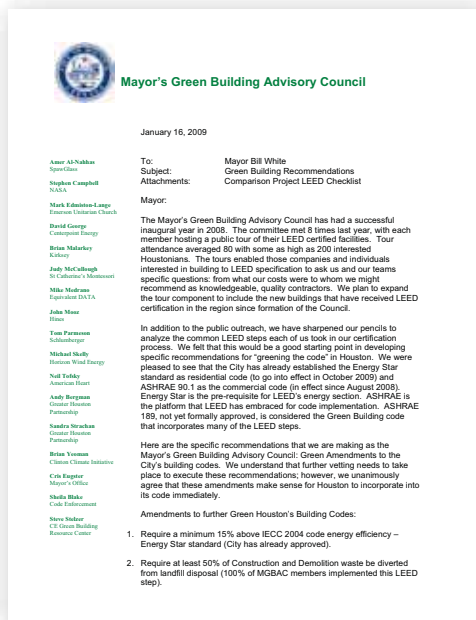 Mayor's Green Building Advisory Council
January 16, 2009
To: Mayor Bill White
Subject: Green Building Recommendations
Attachments: Comparison Project LEED Checklist
Mayor:
The Mayor's Green Building Advisory Council has had a successful
inaugural year in 2008. The committee met 8 times last year, with each
member hosting a public tour of their LEED certified facilities. Tour
attendance averaged 80 with some as high as 200 interested
Houstonians. The tours enabled those companies and individuals
interested in building to LEED specification to ask us and our teams
specific questions: from what our costs were to whom we might
recommend as knowledgeable, quality contractors. We plan to expand
the tour component to include the new buildings that have received LEED
certification in the region since formation of the Council.
In addition to the public outreach, we have sharpened our pencils to
analyze the common LEED steps each of us took in our certification
process. We felt that this would be a good starting point in developing
specific recommendations for "greening the code" in Houston. We were
pleased to see that the City has already established the Energy Star
standard as residential code (to go into effect in October 2009) and
ASHRAE 90.1 as the commercial code (in effect since August 2008).
Energy Star is the pre-requisite for LEED's energy section. ASHRAE is
the platform that LEED has embraced for code implementation. ASHRAE
189, not yet formally approved, is considered the Green Building code
that incorporates many of the LEED steps.
Here are the specific recommendations that we are making as the
Mayor's Green Building Advisory Council: Green Amendments to the
City's building codes. We understand that further vetting needs to take
place to execute these recommendations; however, we unanimously
agree that these amendments make sense for Houston to incorporate into
its code immediately.
Amendments to further Green Houston's Building Codes:
1. Require a minimum 15% above IECC 2004 code energy efficiency –
Energy Star standard (City has already approved).
2. Require at least 50% of Construction and Demolition waste be diverted
from landfill disposal (100% of MGBAC members implemented this LEED
step).
Amer Al-Nahhas
SpawGlass
Stephen Campbell
NASA
Mark Edmiston-Lange
Emerson Unitarian Church
David George
Centerpoint Energy
Brian Malarkey
Kirksey
Judy McCullough
St Catherine's Montessori
Mike Medrano
Equivalent DATA
John Mooz
Hines
Tom Parmeson
Schlumberger
Michael Skelly
Horizon Wind Energy
Neil Tofsky
American Heart
Andy Bergman
Greater Houston
Partnership
Sandra Strachan
Greater Houston
Partnership
Brian Yeoman
Clinton Climate Initiative
Cris Eugster
Mayor's Office
Sheila Blake
Code Enforcement
Steve Stelzer
CE Green Building
Resource Center